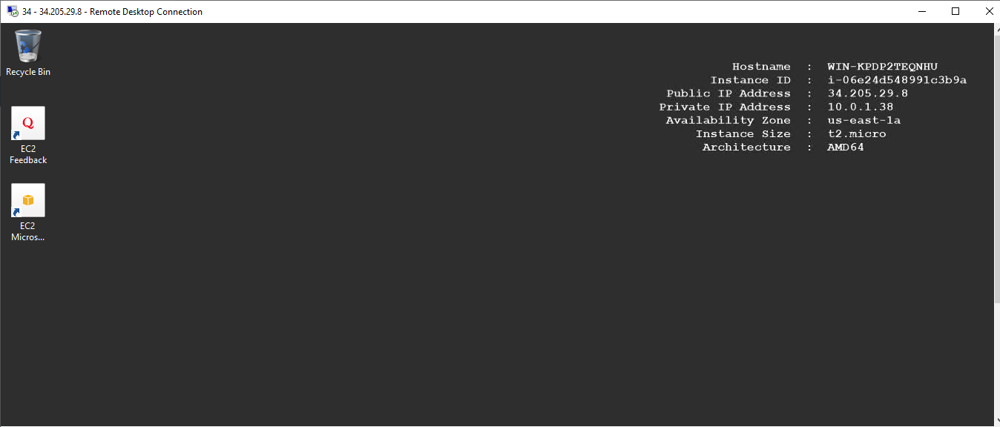 34 - 34.205.29.8 - Remote Desktop Connection
Recycle Bin
Q
EC2
Feedback
EC2
Micros...
Hostname : WIN-KPDP2TEQNHU
Instance ID : i-06e24d548991c3b9a
Public IP Address : 34.205.29.8
Private IP Address : 10.0.1.38
Availability Zone : us-east-1a
Instance Size : t2.micro
Architecture : AMD64